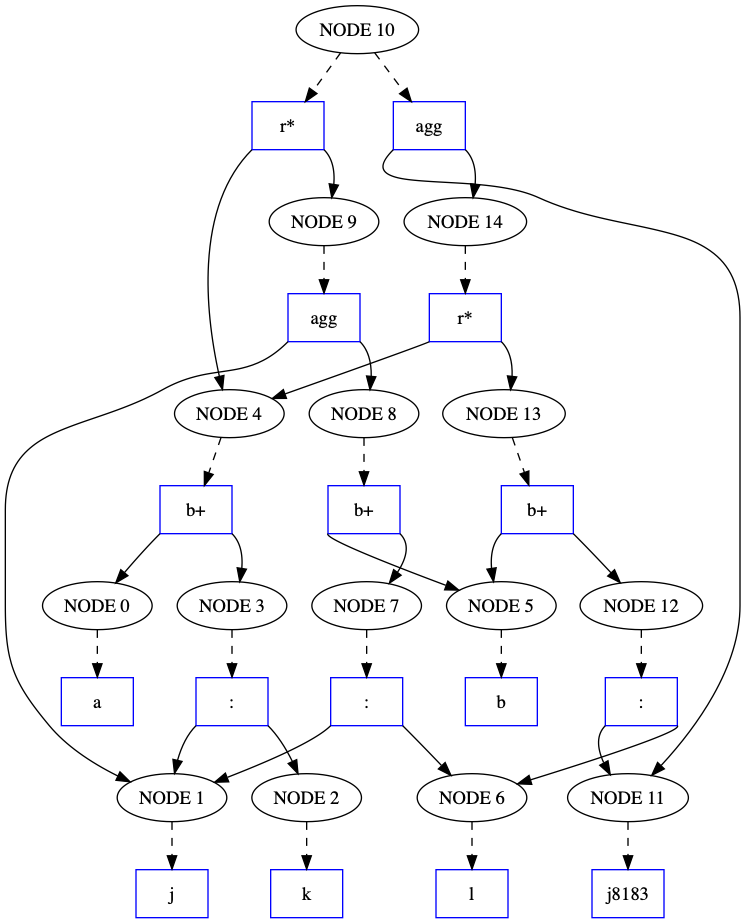 NODE 10
r*
agg
NODE 9
NODE 14
agg
r*
NODE 4
NODE 8
NODE 13
b+
b+
b+
NODE 0
NODE 3
NODE 7
NODE 5
NODE 12
a
:
:
b
:
NODE 1
NODE 2
NODE 6
NODE 11
j
k
l
j8183